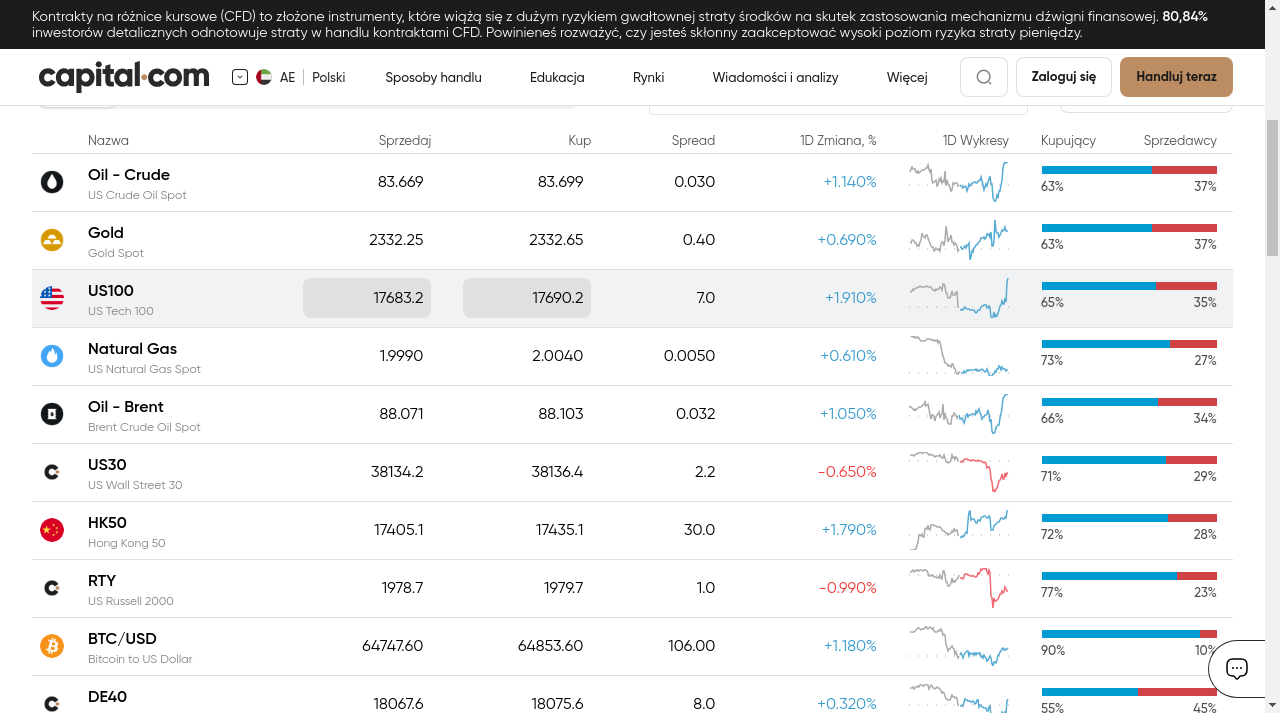 Kontrakty na różnice kursowe (CFD) to złożone instrumenty, które wiążą się z dużym ryzykiem gwałtownej straty środków na skutek zastosowania mechanizmu dźwigni finansowej. 80,84%
inwestorów detalicznych odnotowuje straty w handlu kontraktami CFD. Powinieneś rozważyć, czy jesteś skłonny zaakceptować wysoki poziom ryzyka straty pieniędzy.
capital.com AE Polski Sposoby handlu Edukacja Rynki Wiadomości i analizy Więcej Zaloguj się Handluj teraz
Nazwa Sprzedaj Kup Spread 1D Zmiana, % 1D Wykresy Kupujący Sprzedawcy
Oil - Crude
US Crude Oil Spot
83.669 83.699 0.030 +1.140% 63% 37%
Gold
Gold Spot
2332.25 2332.65 0.40 +0.690% 63% 37%
US100
US Tech 100
17683.2 17690.2 7.0 +1.910% 65% 35%
Natural Gas
US Natural Gas Spot
1.9990 2.0040 0.0050 +0.610% 73% 27%
Oil - Brent
Brent Crude Oil Spot
88.071 88.103 0.032 +1.050% 66% 34%
US30
US Wall Street 30
38134.2 38136.4 2.2 -0.650% 71% 29%
HK50
Hong Kong 50
17405.1 17435.1 30.0 +1.790% 72% 28%
RTY
US Russell 2000
1978.7 1979.7 1.0 -0.990% 77% 23%
BTC/USD
Bitcoin to US Dollar
64747.60 64853.60 106.00 +1.180% 90% 10%
DE40
18067.6 18075.6 8.0 +0.320% 55% 45%